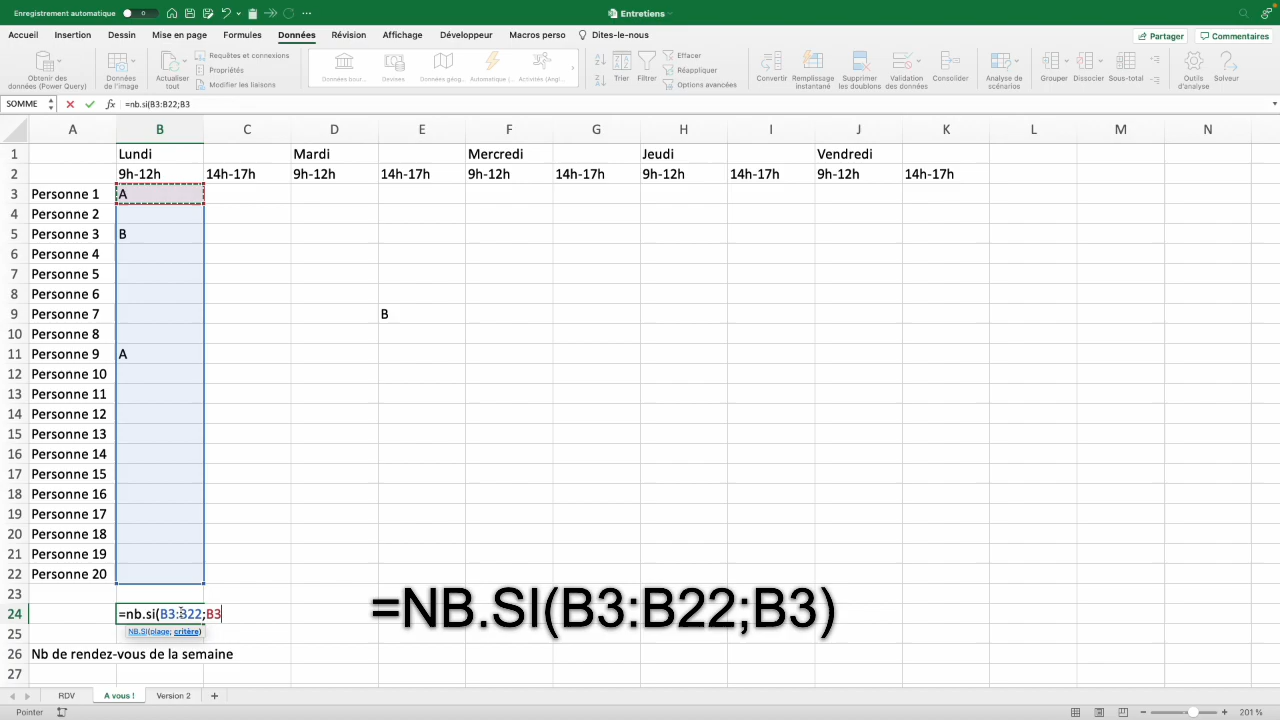 Enregistrement automatique 0 Entretiens
Accueil Insertion Dessin Mise en page Formules Données Révision Affichage Développeur Macros perso Dites-le-nous Partager Commentaires
Obtenir des données (Power Query) Données de l'image Actualiser tout Requêtes et connexions Propriétés Modifier les liaisons Données bour... Devises Données géog... Automatique (... Activités (Angl... Trier Filtrer Effacer Réappliquer Options avancées Convertir Remplissage instantané Supprimer les doublons Validation des données Consolider Analyse de scénarios Grouper Dissocier Sous-total Outils d'analyse Solveur
SOMME fx =nb.si(B3:B22;B3
A B C D E F G H I J K L M N
1 Lundi Mardi Mercredi Jeudi Vendredi
2 9h-12h 14h-17h 9h-12h 14h-17h 9h-12h 14h-17h 9h-12h 14h-17h 9h-12h 14h-17h
3 Personne 1 A
4 Personne 2
5 Personne 3 B
6 Personne 4
7 Personne 5
8 Personne 6
9 Personne 7 B
10 Personne 8
11 Personne 9 A
12 Personne 10
13 Personne 11
14 Personne 12
15 Personne 13
16 Personne 14
17 Personne 15
18 Personne 16
19 Personne 17
20 Personne 18
21 Personne 19
22 Personne 20
23
24 =nb.si(B3:B22;B3
=NB.SI(B3:B22;B3)
25 NB.SI(plage; critère)
26 Nb de rendez-vous de la semaine
27
RDV A vous ! Version 2 +
Pointer 201 %